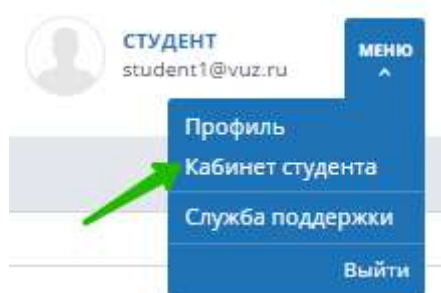 СТУДЕНТ
student1@vuz.ru
МЕНЮ
Профиль
Кабинет студента
Служба поддержки
Выйти